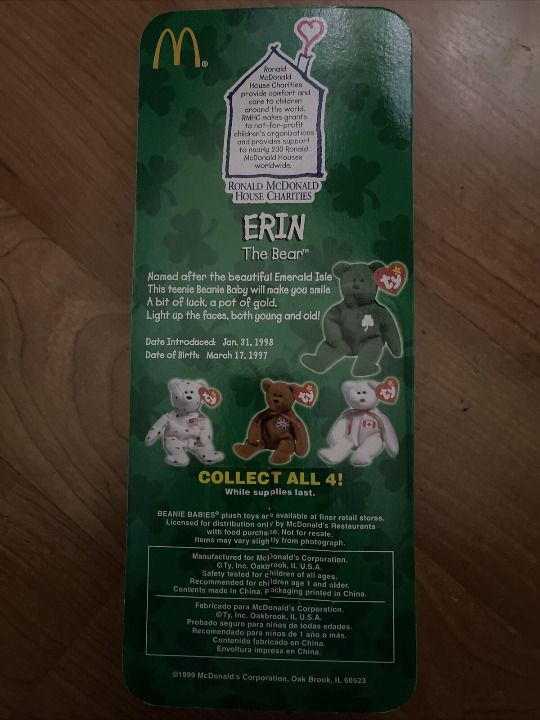 M®
Ronald
McDonald
House Charities
provide comfort and
care to children
around the world.
RMHC makes grants
to not-for-profit
children's organizations
and provides support
to nearly 200 Ronald
McDonald Houses
worldwide.
RONALD MCDONALD
HOUSE CHARITIES
ERIN
The Bear™
Named after the beautiful Emerald Isle
This teenie Beanie Baby will make you smile
A bit of luck, a pot of gold,
Light up the faces, both young and old!
ty
Date Introduced: Jan. 31, 1998
Date of Birth: March 17, 1997
ty
ty
ty
COLLECT ALL 4!
While supplies last.
BEANIE BABIES® plush toys are available at finer retail stores.
Licensed for distribution only by McDonald's Restaurants
with food purchase. Not for resale.
Items may vary slightly from photograph.
Manufactured for McDonald's Corporation.
©Ty, Inc. Oakbrook, IL U.S.A.
Safety tested for children of all ages.
Recommended for children age 1 and older.
Contents made in China. Packaging printed in China.
Fabricado para McDonald's Corporation.
©Ty, Inc. Oakbrook, IL U.S.A.
Probado seguro para niños de todas edades.
Recomendado para niños de 1 año o más.
Contenido fabricado en China.
Envoltura impresa en China.
©1999 McDonald's Corporation, Oak Brook, IL 60523